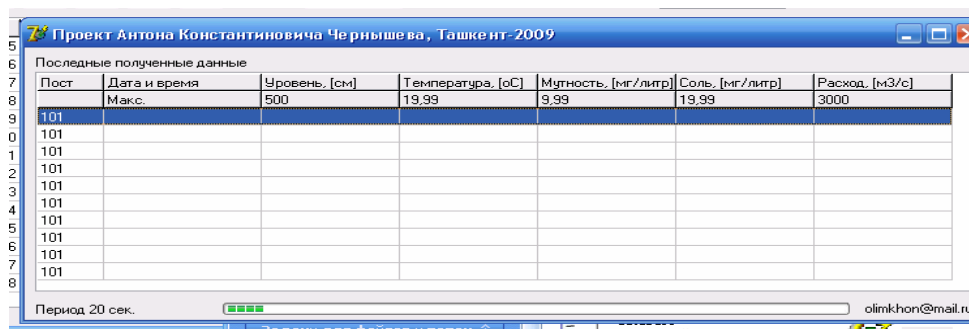 Проект Антона Константиновича Чернышева, Ташкент-2009
Последные полученные данные
Пост Дата и время Уровень, [см] Температура, [оС] Мутность, [мг/литр] Соль, [мг/литр] Расход, [м3/с]
Макс. 500 19,99 9,99 19,99 3000
101
101
101
101
101
101
101
101
101
101
Период 20 сек. olimkhon@mail.ru